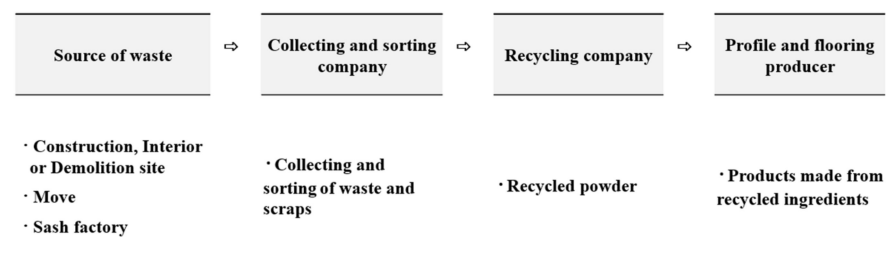 Source of waste
⇨
Collecting and sorting
company
⇨
Recycling company
⇨
Profile and flooring
producer
· Construction, Interior
or Demolition site
· Move
· Sash factory
· Collecting and
sorting of waste and
scraps
· Recycled powder
· Products made from
recycled ingredients